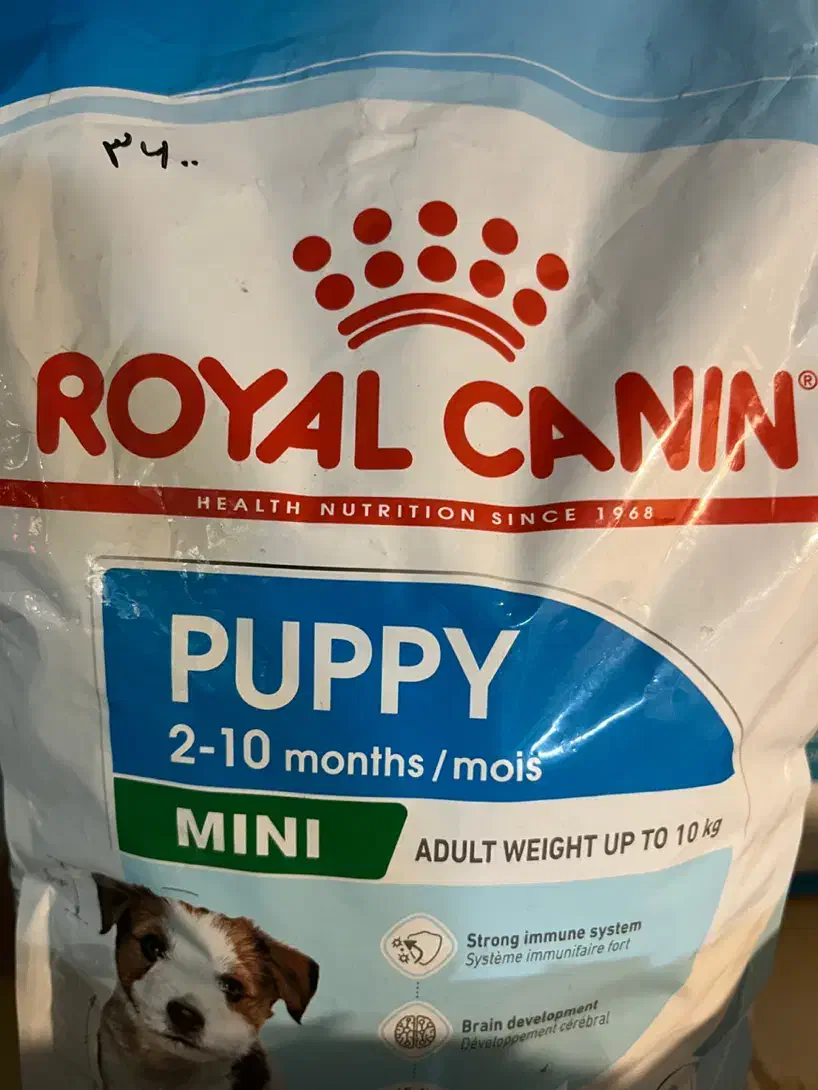 ۳۶۰۰
ROYAL CANIN®
HEALTH NUTRITION SINCE 1968
PUPPY
2-10 months/mois
MINI
ADULT WEIGHT UP TO 10 kg
Strong immune system
Système immunitaire fort
Brain development
Développement cérébral